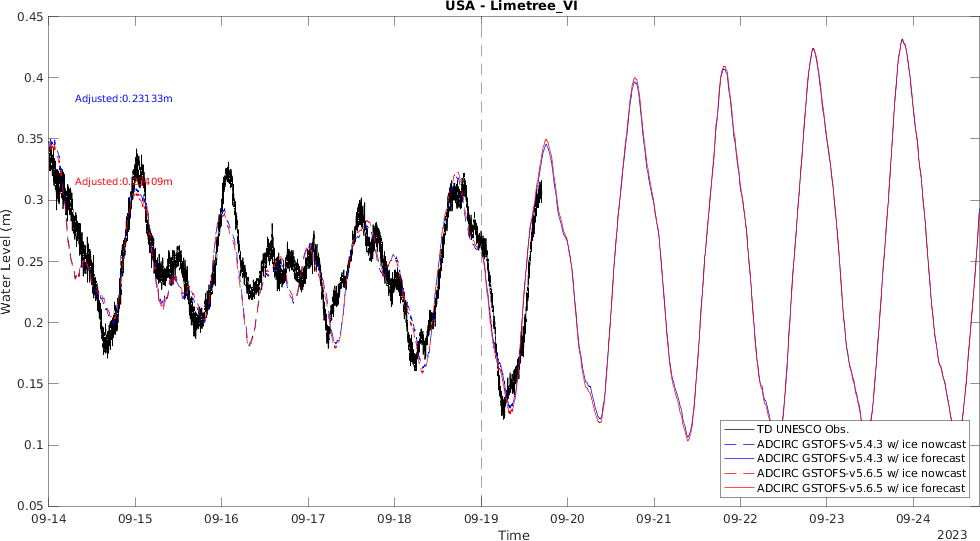 USA - Limetree_VI
0.45
0.4
0.35
0.3
0.25
0.2
0.15
0.1
0.05
Water Level (m)
Adjusted:0.23133m
TD UNESCO Obs.
ADCIRC GSTOFS-v5.4.3 w/ ice nowcast
ADCIRC GSTOFS-v5.4.3 w/ ice forecast
ADCIRC GSTOFS-v5.6.5 w/ ice nowcast
ADCIRC GSTOFS-v5.6.5 w/ ice forecast
09-14 09-15 09-16 09-17 09-18 09-19 09-20 09-21 09-22 09-23 09-24
Time
2023